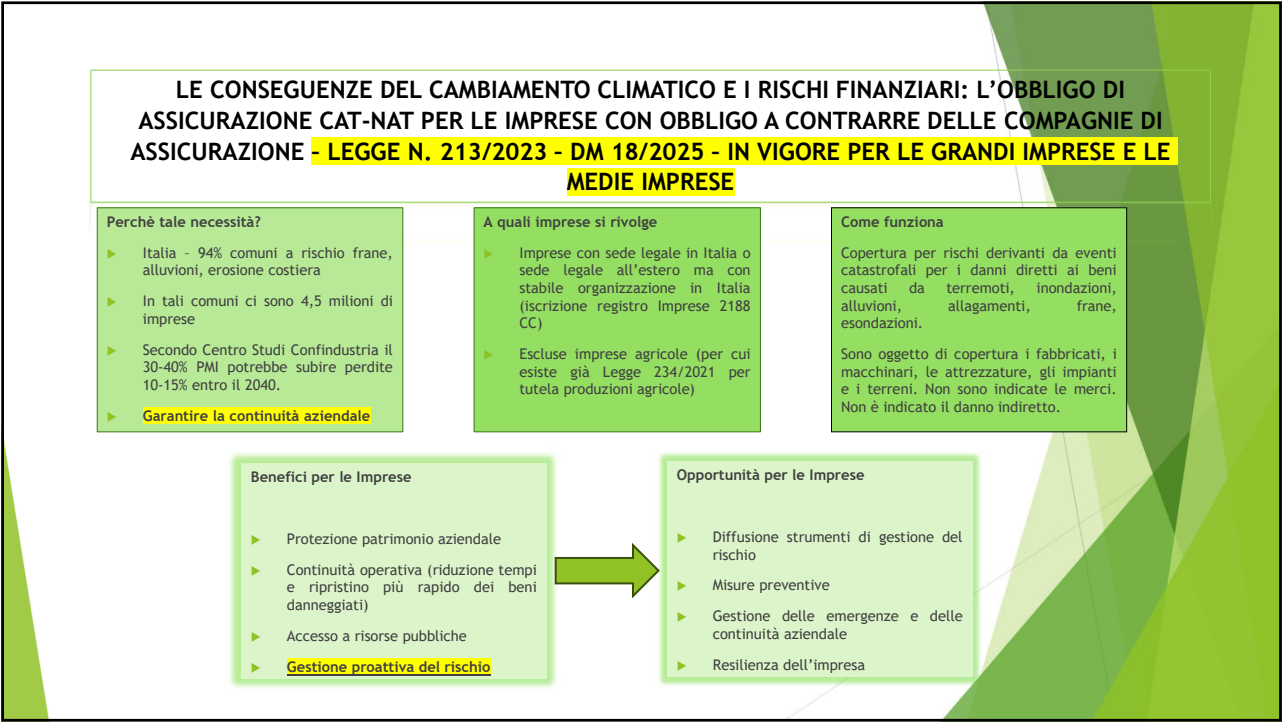 LE CONSEGUENZE DEL CAMBIAMENTO CLIMATICO E I RISCHI FINANZIARI: L’OBBLIGO DI
ASSICURAZIONE CAT-NAT PER LE IMPRESE CON OBBLIGO A CONTRARRE DELLE COMPAGNIE DI
ASSICURAZIONE – LEGGE N. 213/2023 – DM 18/2025 – IN VIGORE PER LE GRANDI IMPRESE E LE
MEDIE IMPRESE
Perchè tale necessità?
Italia – 94% comuni a rischio frane,
alluvioni, erosione costiera
In tali comuni ci sono 4,5 milioni di
imprese
Secondo Centro Studi Confindustria il
30-40% PMI potrebbe subire perdite
10-15% entro il 2040.
Garantire la continuità aziendale
A quali imprese si rivolge
Imprese con sede legale in Italia o
sede legale all’estero ma con
stabile organizzazione in Italia
(iscrizione registro Imprese 2188
CC)
Escluse imprese agricole (per cui
esiste già Legge 234/2021 per
tutela produzioni agricole)
Come funziona
Copertura per rischi derivanti da eventi
catastrofali per i danni diretti ai beni
causati da terremoti, inondazioni,
alluvioni, allagamenti, frane,
esondazioni.
Sono oggetto di copertura i fabbricati, i
macchinari, le attrezzature, gli impianti
e i terreni. Non sono indicate le merci.
Non è indicato il danno indiretto.
Benefici per le Imprese
Protezione patrimonio aziendale
Continuità operativa (riduzione tempi
e ripristino più rapido dei beni
danneggiati)
Accesso a risorse pubbliche
Gestione proattiva del rischio
Opportunità per le Imprese
Diffusione strumenti di gestione del
rischio
Misure preventive
Gestione delle emergenze e delle
continuità aziendale
Resilienza dell’impresa